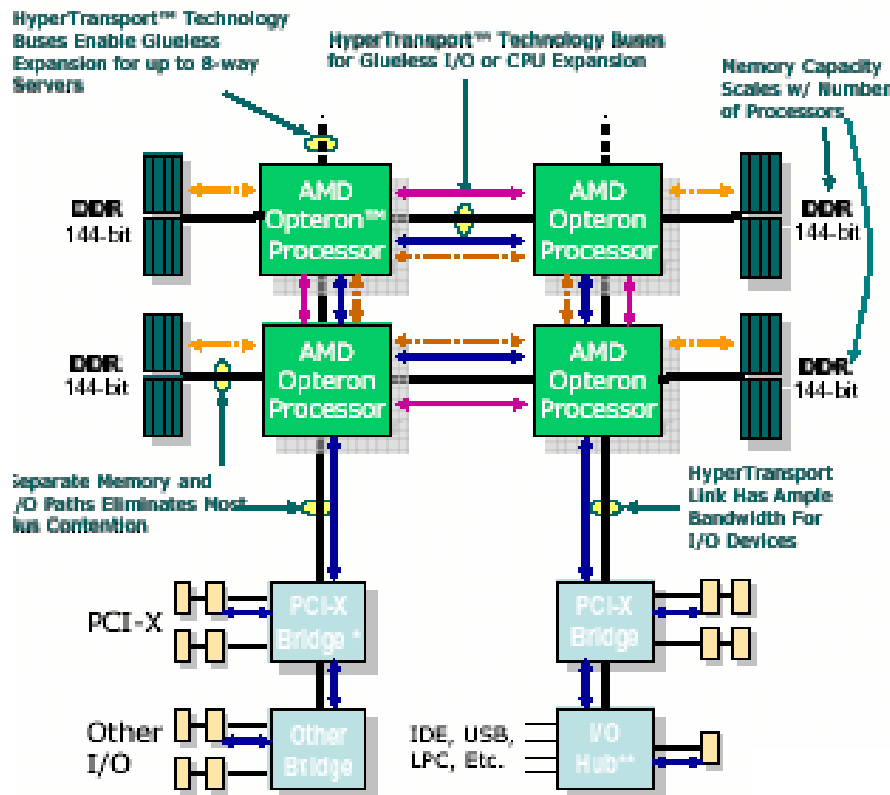 HyperTransport™ Technology
Buses Enable Glueless
Expansion for up to 8-way
Servers
HyperTransport™ Technology Buses
for Glueless I/O or CPU Expansion
Memory Capacity
Scales w/ Number
of Processors
DDR
144-bit
AMD
Opteron™
Processor
AMD
Opteron
Processor
DDR
144-bit
DDR
144-bit
AMD
Opteron
Processor
AMD
Opteron
Processor
DDR
144-bit
Separate Memory and
I/O Paths Eliminates Most
Bus Contention
HyperTransport
Link Has Ample
Bandwidth For
I/O Devices
PCI-X
PCI-X
Bridge *
PCI-X
Bridge
Other
I/O
Other
Bridge
IDE, USB,
LPC, Etc.
I/O
Hub**